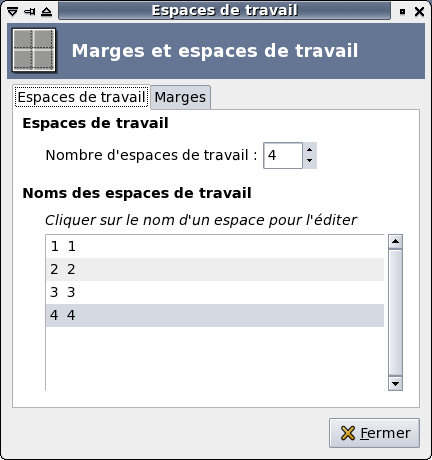 Espaces de travail
Marges et espaces de travail
Espaces de travail Marges
Espaces de travail
Nombre d'espaces de travail : 4
Noms des espaces de travail
Cliquer sur le nom d'un espace pour l'éditer
1 1
2 2
3 3
4 4
Fermer